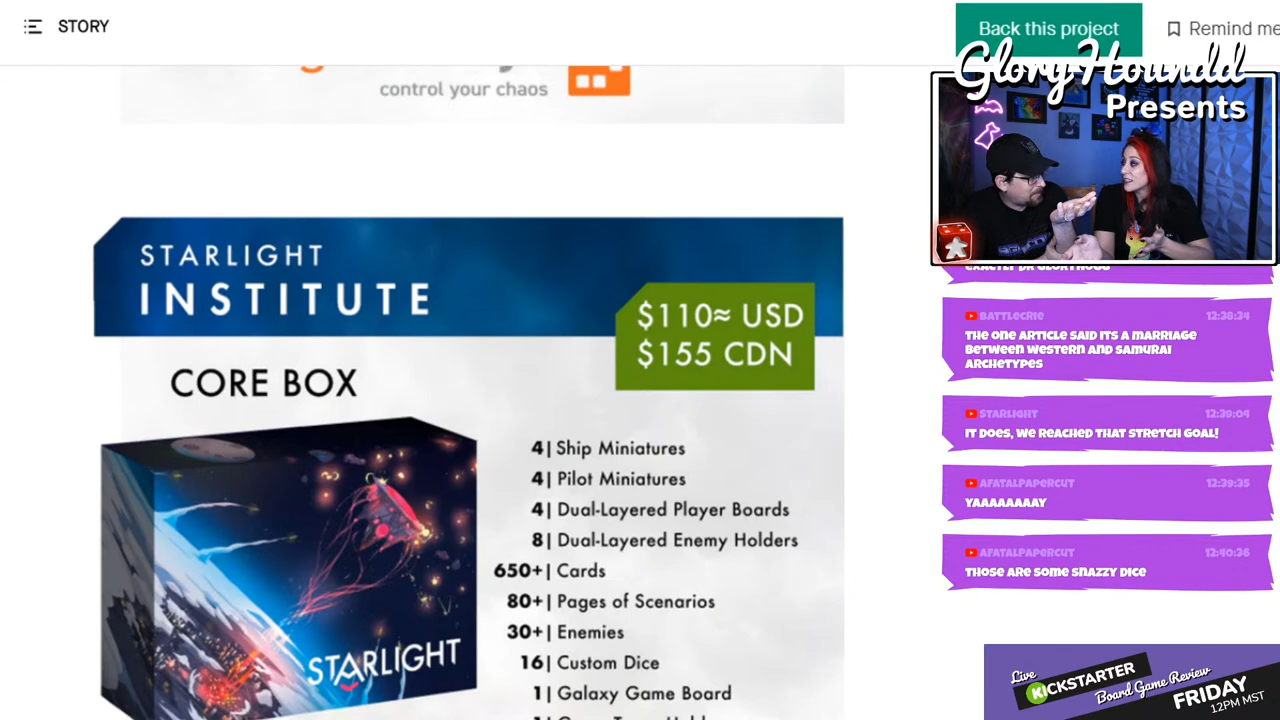 STORY
Back this project
Remind me
control your chaos
GloryHoundd
Presents
STARLIGHT
INSTITUTE
$110≈ USD
$155 CDN
CORE BOX
4| Ship Miniatures
4| Pilot Miniatures
4| Dual-Layered Player Boards
8| Dual-Layered Enemy Holders
650+| Cards
80+| Pages of Scenarios
30+| Enemies
16| Custom Dice
1| Galaxy Game Board
STARLIGHT
BATTLECRIE 12:38:34
THE ONE ARTICLE SAID ITS A MARRIAGE
BETWEEN WESTERN AND SAMURAI
ARCHETYPES
STARLIGHT 12:39:04
IT DOES, WE REACHED THAT STRETCH GOAL!
AFATALPAPERCUT 12:39:35
YAAAAAAAAY
AFATALPAPERCUT 12:40:36
THOSE ARE SOME SNAZZY DICE
Live
KICKSTARTER
Board Game Review
FRIDAY
12PM MST